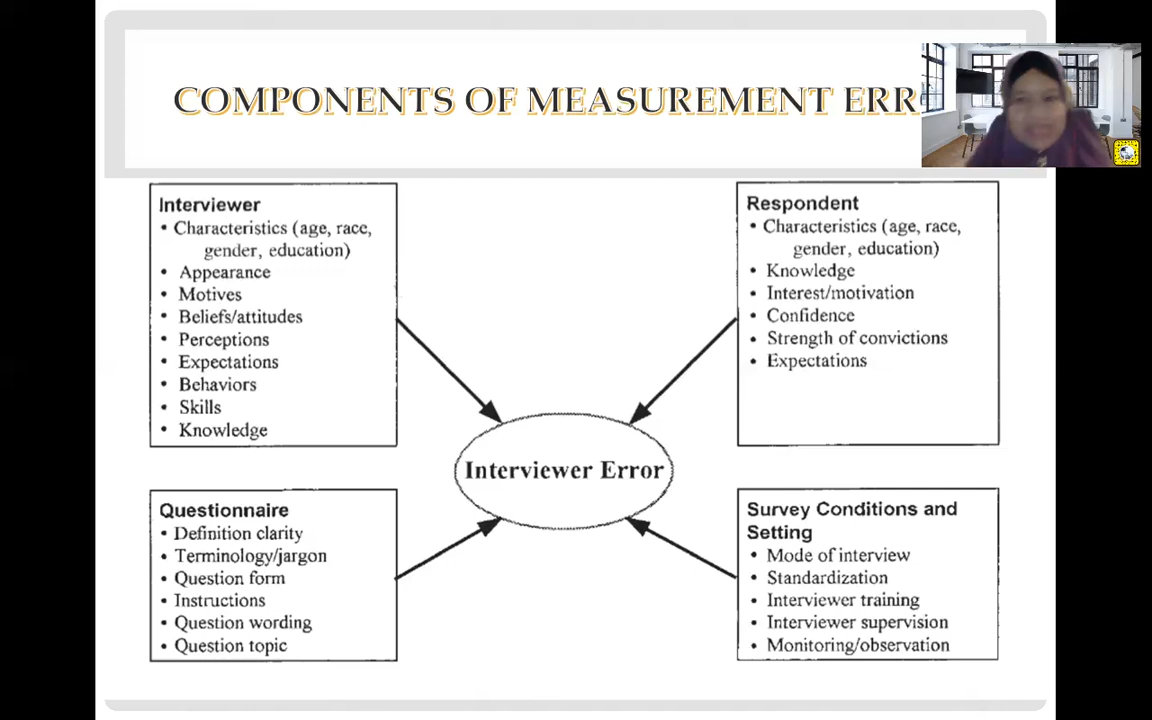 COMPONENTS OF MEASUREMENT ERR
Interviewer
• Characteristics (age, race,
gender, education)
• Appearance
• Motives
• Beliefs/attitudes
• Perceptions
• Expectations
• Behaviors
• Skills
• Knowledge
Respondent
• Characteristics (age, race,
gender, education)
• Knowledge
• Interest/motivation
• Confidence
• Strength of convictions
• Expectations
Interviewer Error
Questionnaire
• Definition clarity
• Terminology/jargon
• Question form
• Instructions
• Question wording
• Question topic
Survey Conditions and
Setting
• Mode of interview
• Standardization
• Interviewer training
• Interviewer supervision
• Monitoring/observation